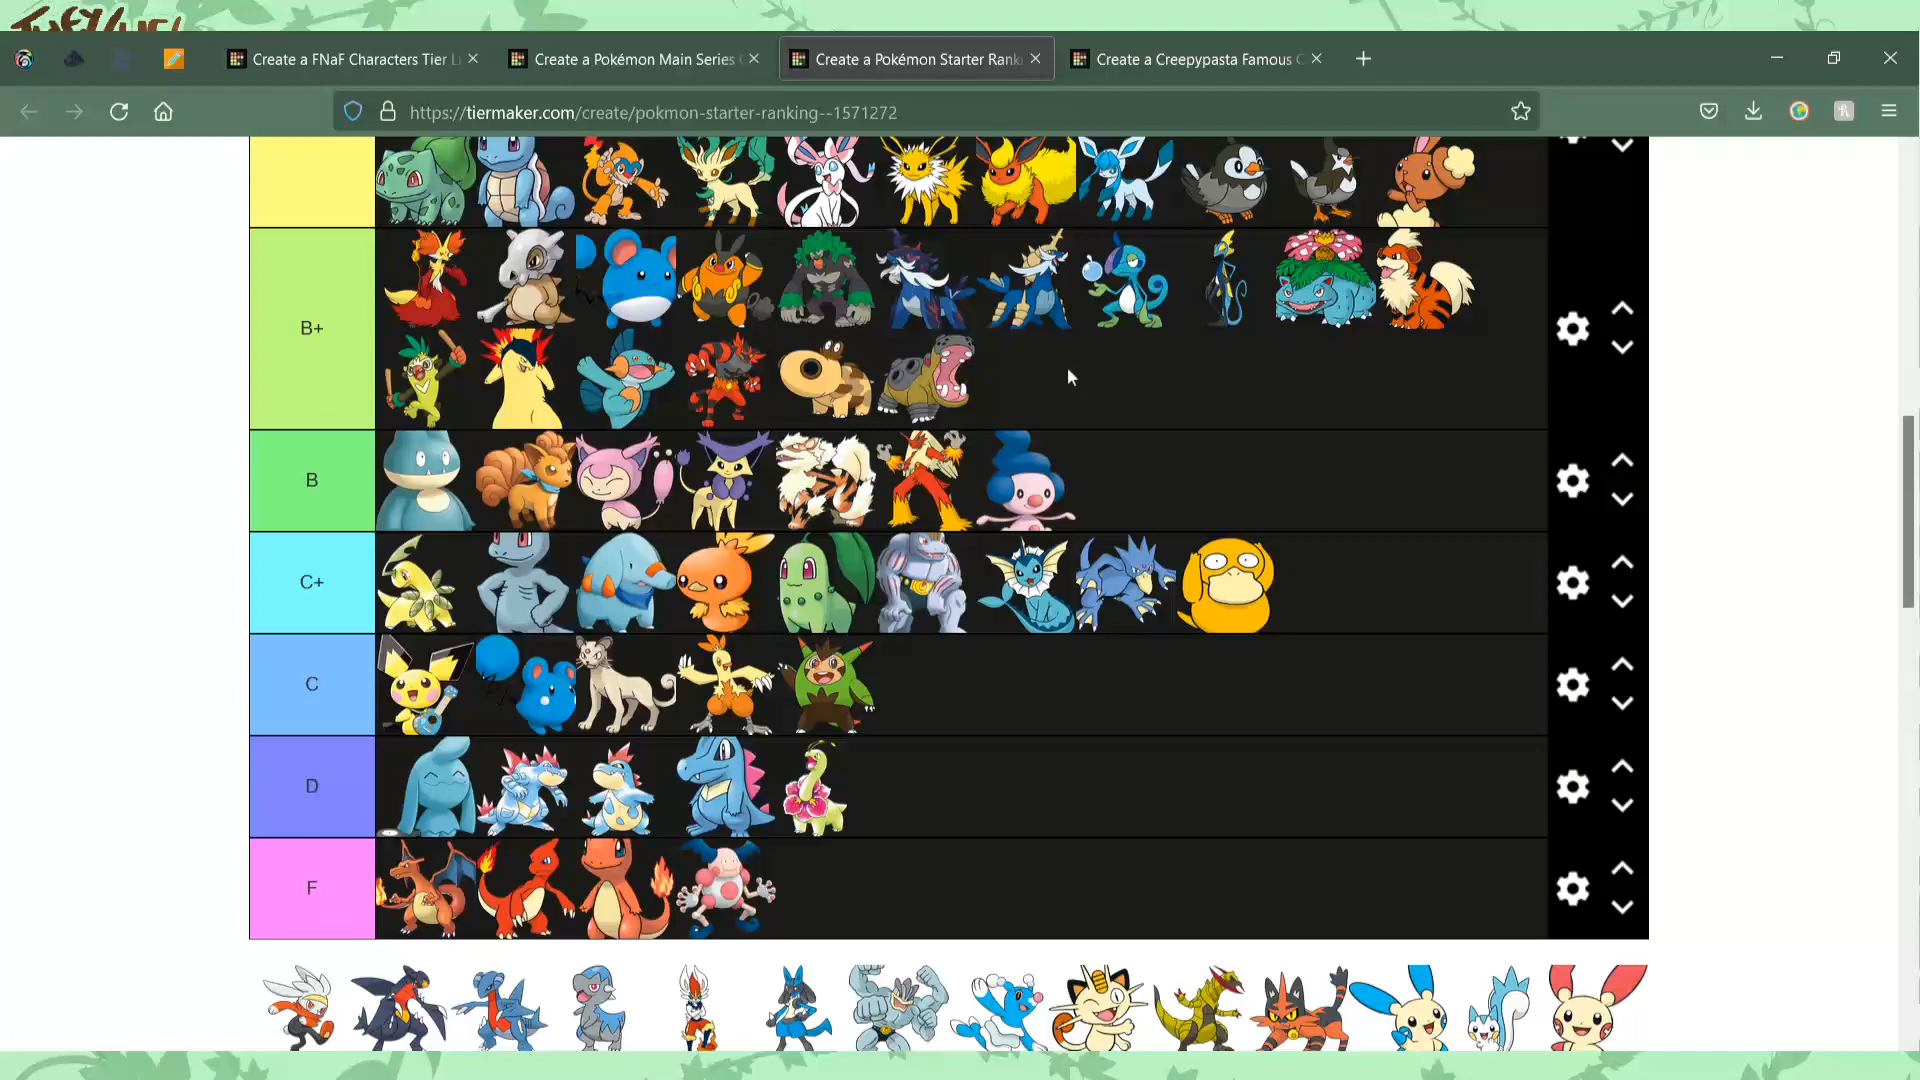 Create a FNaF Characters Tier Li
Create a Pokémon Main Series
Create a Pokémon Starter Rank
Create a Creepypasta Famous C
https://tiermaker.com/create/pokmon-starter-ranking--1571272
B+
B
C+
C
D
F